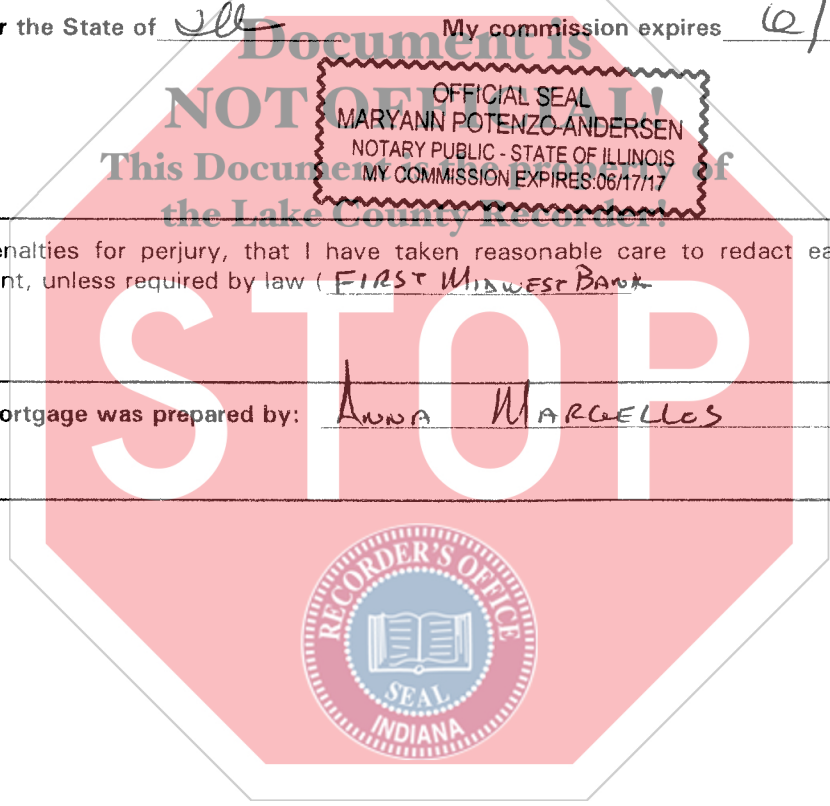 r the State of Ill My commission expires 6/
Document is
NOT OFFICIAL!
This Document is the property of
the Lake County Recorder!
OFFICIAL SEAL
MARYANN POTENZO-ANDERSEN
NOTARY PUBLIC - STATE OF ILLINOIS
MY COMMISSION EXPIRES:06/17/17
enalties for perjury, that I have taken reasonable care to redact ea
nt, unless required by law ( FIRST MIDWEST BANK
STOP
ortgage was prepared by: ANNA MARGELLOS
RECORDER'S OFFICE
SEAL
INDIANA